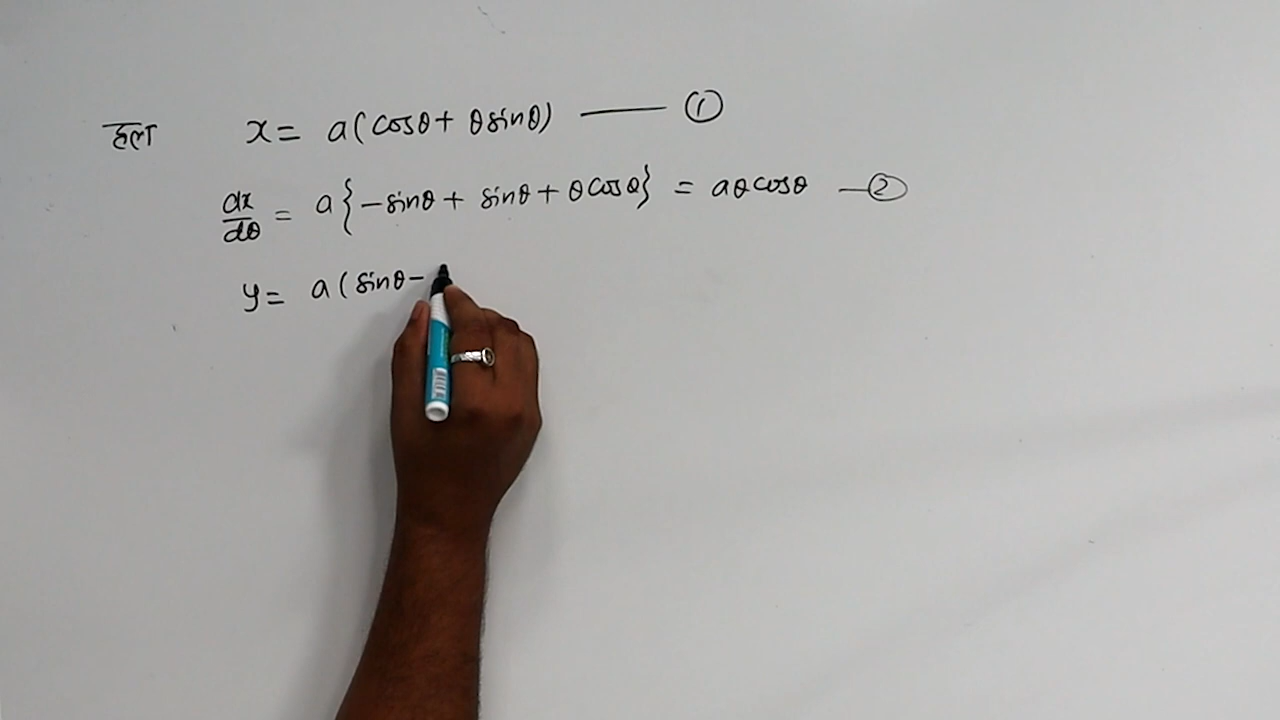 हल x = a(cosθ + θsinθ) —— ①
dx/dθ = a{-sinθ + sinθ + θcosθ} = aθcosθ —②
y = a(sinθ-